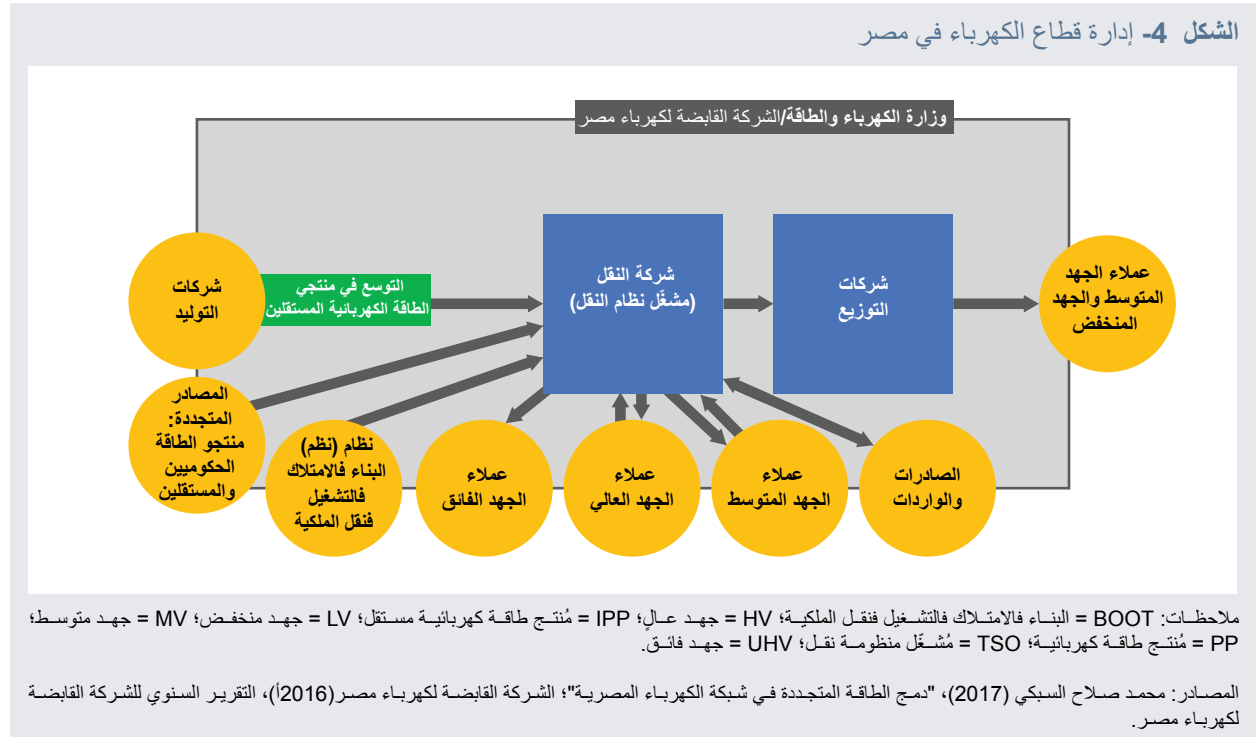 الشكل 4- إدارة قطاع الكهرباء في مصر
وزارة الكهرباء والطاقة/الشركة القابضة لكهرباء مصر
شركات
التوليد
التوسع في منتجي
الطاقة الكهربائية المستقلين
شركة النقل
(مشغّل نظام النقل)
شركات
التوزيع
عملاء الجهد
المتوسط والجهد
المنخفض
المصادر
المتجددة:
منتجو الطاقة
الحكوميين
والمستقلين
نظام (نظم)
البناء فالامتلاك
فالتشغيل
فنقل الملكية
عملاء
الجهد الفائق
عملاء
الجهد العالي
عملاء
الجهد المتوسط
الصادرات
والواردات
ملاحظات: BOOT = البناء فالامتلاك فالتشغيل فنقل الملكية؛ HV = جهد عالٍ؛ IPP = مُنتج طاقة كهربائية مستقل؛ LV = جهد منخفض؛ MV = جهد متوسط؛
PP = مُنتج طاقة كهربائية؛ TSO = مُشغّل منظومة نقل؛ UHV = جهد فائق.
المصادر: محمد صلاح السبكي (2017)، "دمج الطاقة المتجددة في شبكة الكهرباء المصرية"؛ الشركة القابضة لكهرباء مصر(2016أ)، التقرير السنوي للشركة القابضة
لكهرباء مصر.